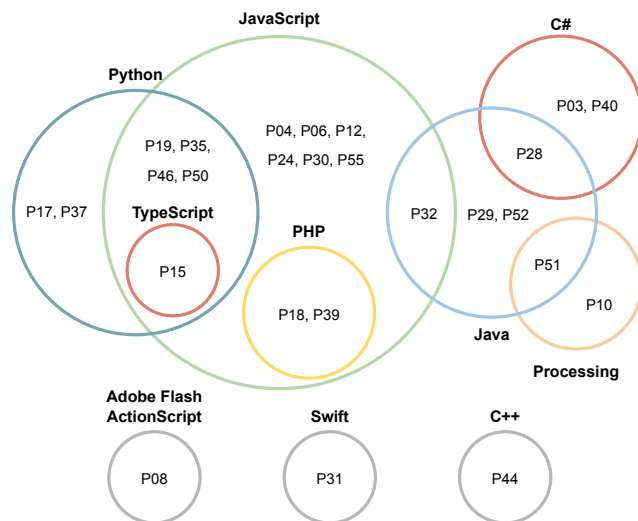 JavaScript
C#
Python
P03, P40
P04, P06, P12,
P24, P30, P55
P19, P35,
P46, P50
P28
P17, P37
TypeScript
P32
P29, P52
PHP
P15
P51
P18, P39
P10
Java
Processing
Adobe Flash
ActionScript
Swift
C++
P08
P31
P44